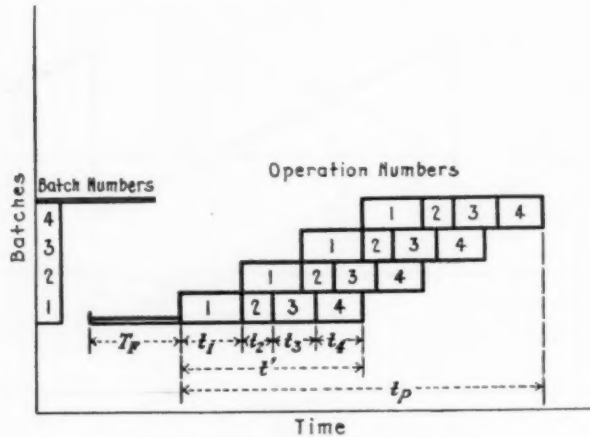 Operation Numbers
Batch Numbers
Batches
4 1 2 3 4
3 1 2 3 4
2 1 2 3 4
1 1 2 3 4
T_F t_1 t_2 t_3 t_4
t'
t_p
Time